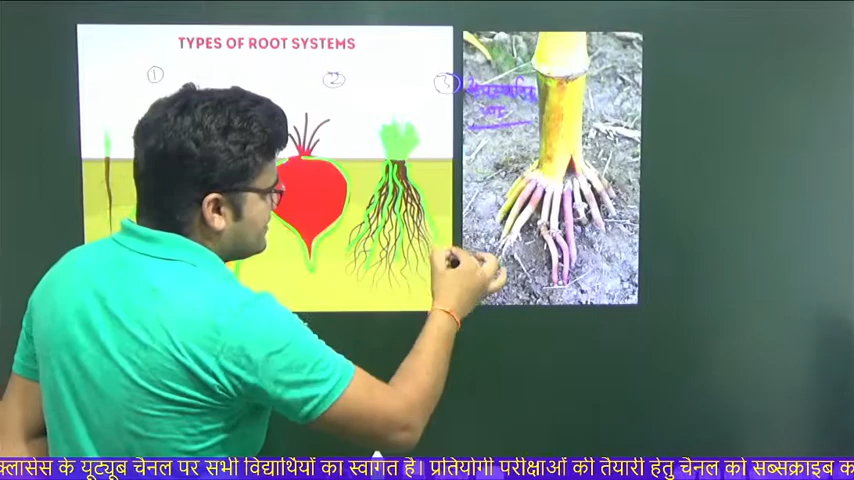 TYPES OF ROOT SYSTEMS
1
2
3
क्लासेस के यूट्यूब चैनल पर सभी विद्यार्थियों का स्वागत है। प्रतियोगी परीक्षाओं की तैयारी हेतु चैनल को सब्सक्राइब क